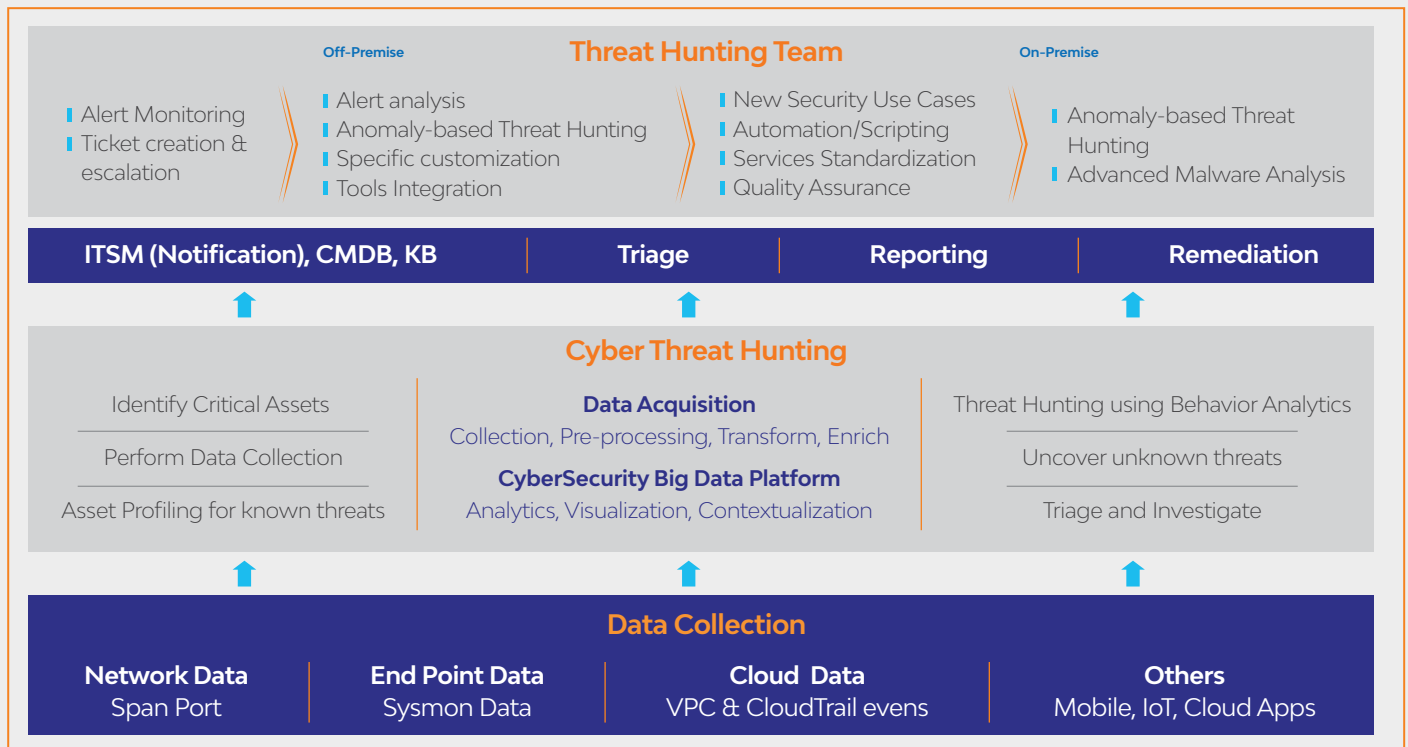 Off-Premise
Threat Hunting Team
On-Premise
Alert Monitoring
Ticket creation &
escalation
Alert analysis
Anomaly-based Threat Hunting
Specific customization
Tools Integration
New Security Use Cases
Automation/Scripting
Services Standardization
Quality Assurance
Anomaly-based Threat
Hunting
Advanced Malware Analysis
ITSM (Notification), CMDB, KB
Triage
Reporting
Remediation
Cyber Threat Hunting
Identify Critical Assets
Perform Data Collection
Asset Profiling for known threats
Data Acquisition
Collection, Pre-processing, Transform, Enrich
CyberSecurity Big Data Platform
Analytics, Visualization, Contextualization
Threat Hunting using Behavior Analytics
Uncover unknown threats
Triage and Investigate
Data Collection
Network Data
Span Port
End Point Data
Sysmon Data
Cloud Data
VPC & CloudTrail evens
Others
Mobile, IoT, Cloud Apps